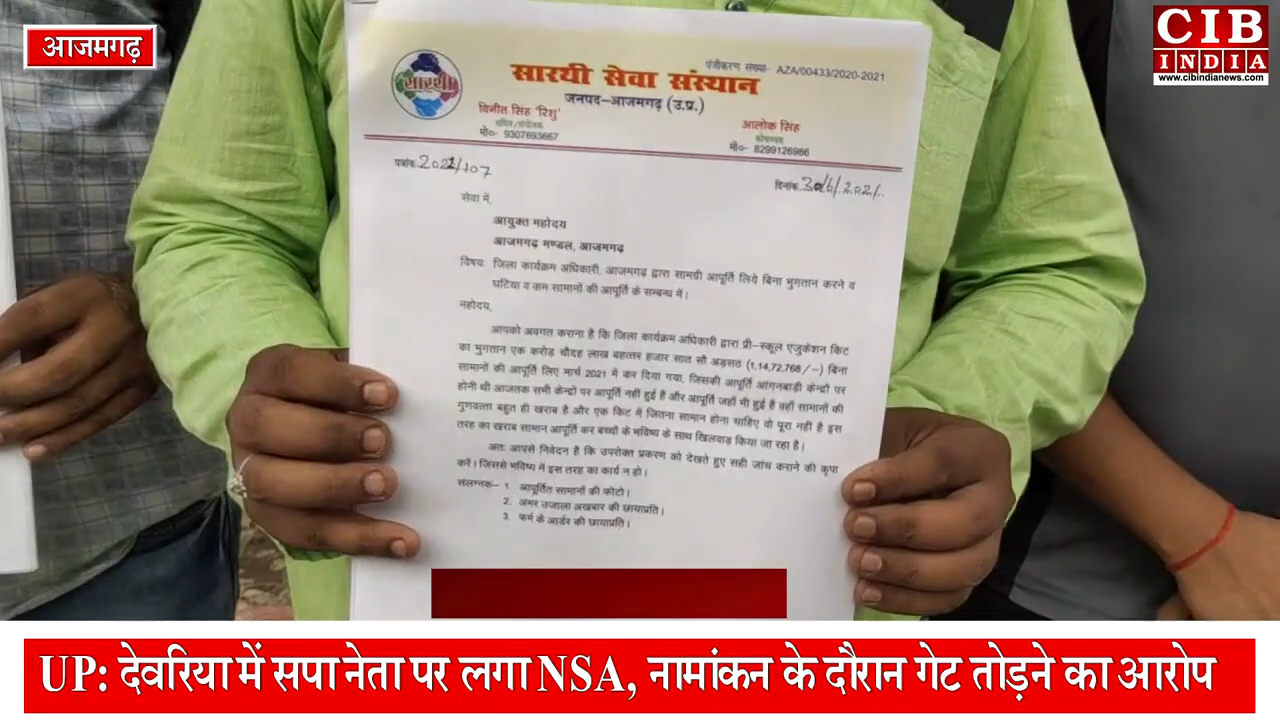 आजमगढ़
CIB
INDIA
www.cibindianews.com
पंजीकरण संख्या- AZA/00433/2020-2021
सारथी
सारथी सेवा संस्थान
जनपद-आजमगढ़ (उ.प्र.)
विनीत सिंह 'रिशु'
सचिव/संयोजक
मो०- 9307693667
आलोक सिंह
कोषाध्यक्ष
मो०- 8299126986
पत्रांक 2021/107
दिनांक 30/6/2021..
सेवा में,
आयुक्त महोदय
आजमगढ़ मण्डल, आजमगढ़
विषयः जिला कार्यक्रम अधिकारी, आजमगढ़ द्वारा सामग्री आपूर्ति लिये बिना भुगतान करने व
घटिया व कम सामानों की आपूर्ति के सम्बन्ध में।
महोदय,
आपको अवगत कराना है कि जिला कार्यक्रम अधिकारी द्वारा प्री-स्कूल एजुकेशन किट
का भुगतान एक करोड़ चौदह लाख बहत्तर हजार सात सौ अड़सठ (1,14,72,768/-) बिना
सामानों की आपूर्ति लिए मार्च 2021 में कर दिया गया, जिसकी आपूर्ति आंगनबाड़ी केन्द्रों पर
होनी थी आजतक सभी केन्द्रों पर आपूर्ति नहीं हुई है और आपूर्ति जहाँ भी हुई है वहाँ सामानों की
गुणवत्ता बहुत ही खराब है और एक किट में जितना सामान होना चाहिए वो पूरा नहीं है इस
तरह का खराब सामान आपूर्ति कर बच्चों के भविष्य के साथ खिलवाड़ किया जा रहा है।
अतः आपसे निवेदन है कि उपरोक्त प्रकरण को देखते हुए सही जांच कराने की कृपा
करें। जिससे भविष्य में इस तरह का कार्य न हो।
संलग्नक- 1. आपूर्तित सामानों की फोटो।
2. अमर उजाला अखबार की छायाप्रति।
3. फर्म के आर्डर की छायाप्रति।
UP: देवरिया में सपा नेता पर लगा NSA, नामांकन के दौरान गेट तोड़ने का आरोप